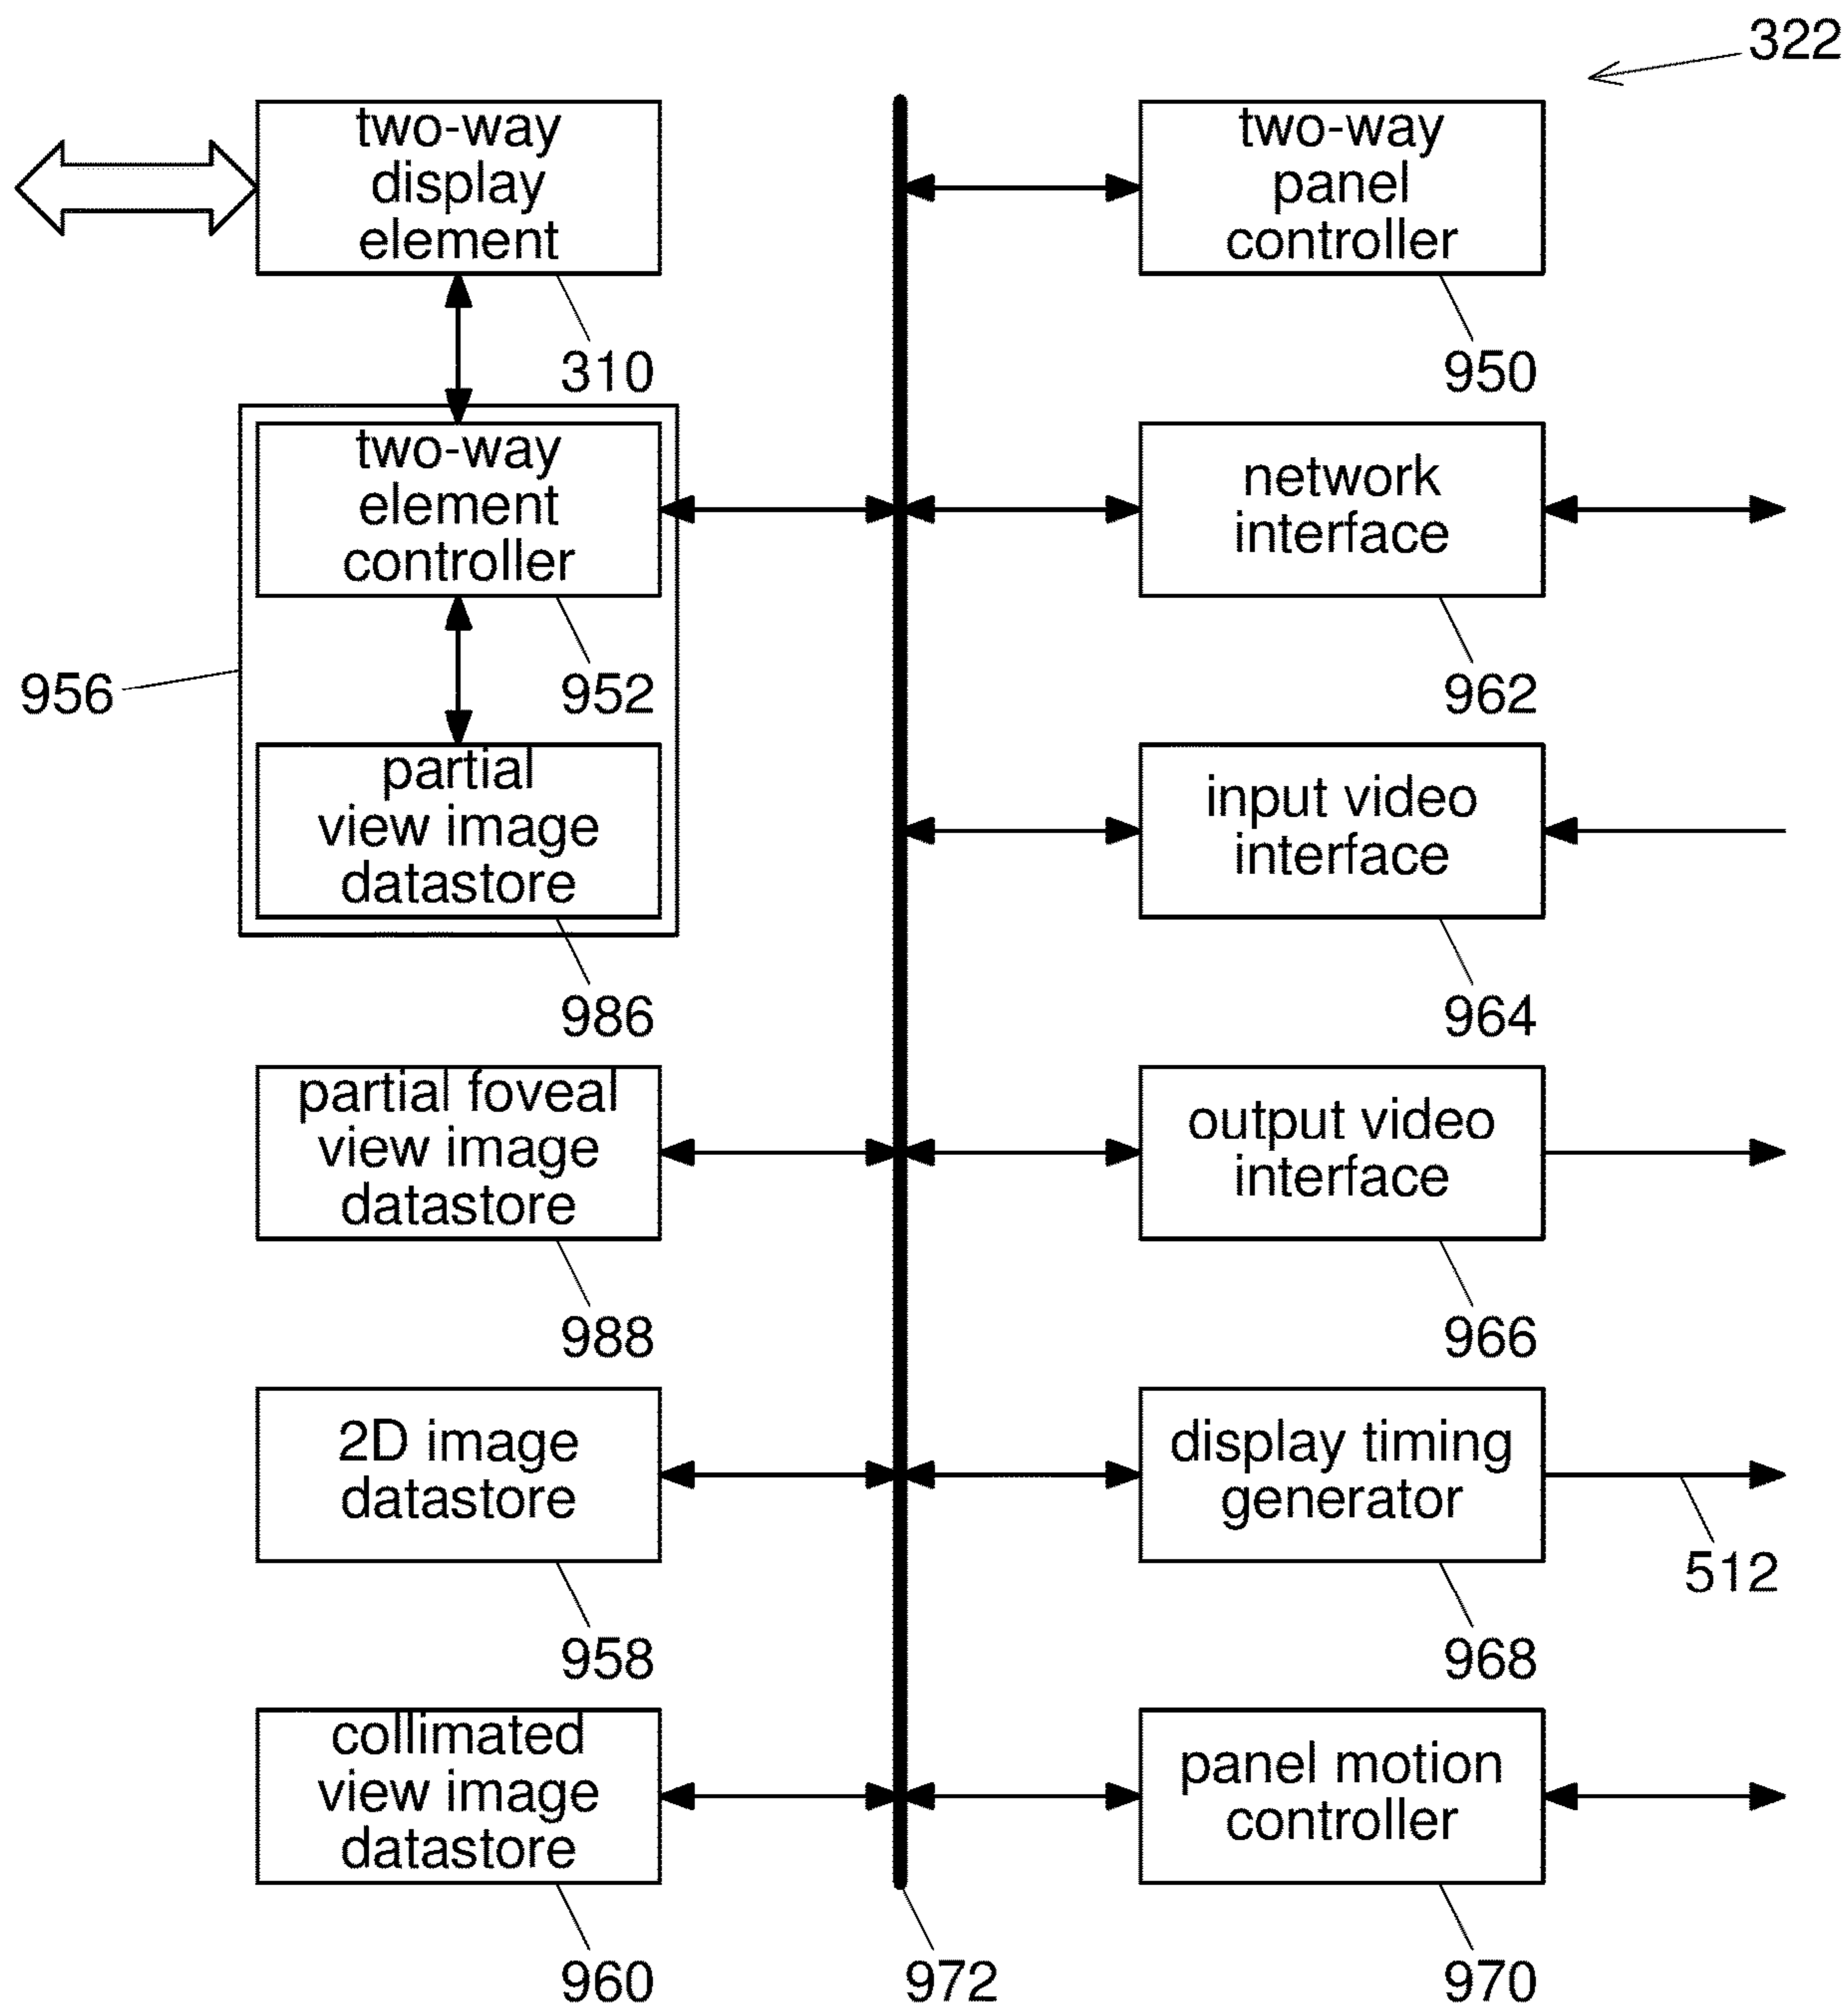 322
two-way
display
element
310
two-way
panel
controller
950
two-way
element
controller
952
956
network
interface
962
partial
view image
datastore
986
input video
interface
964
partial foveal
view image
datastore
988
output video
interface
966
2D image
datastore
958
display timing
generator
968
512
collimated
view image
datastore
960
972
panel motion
controller
970